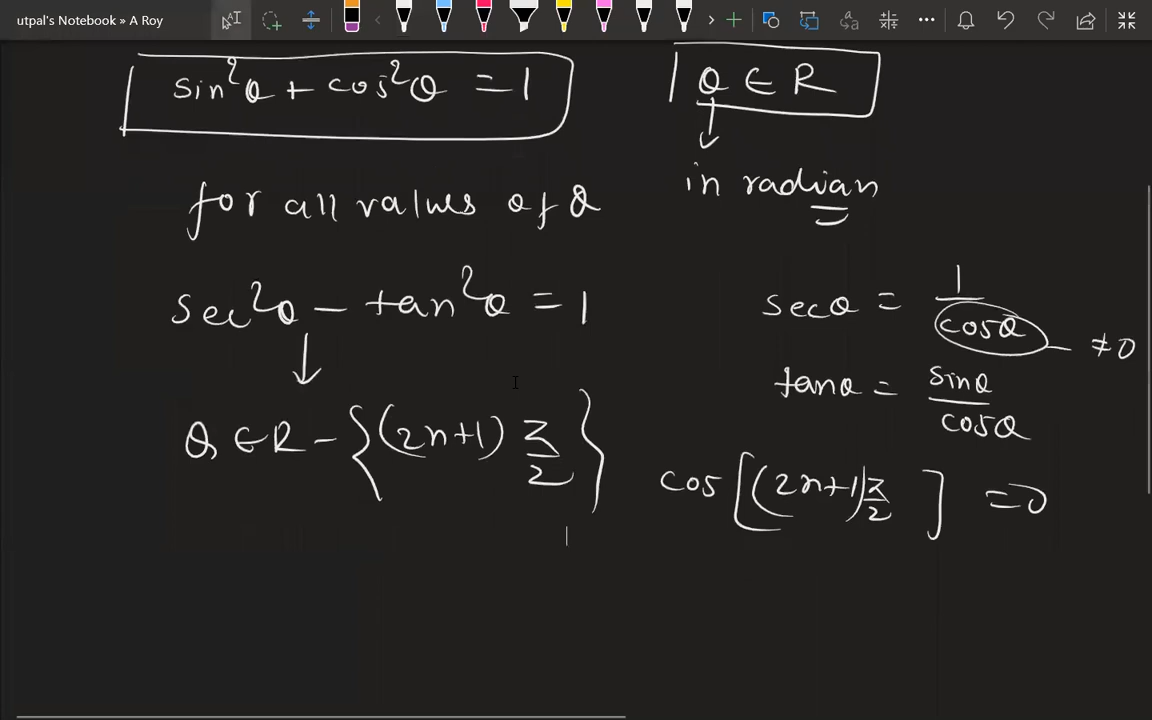 utpal's Notebook » A Roy
sin²θ + cos²θ = 1
θ ∈ R
in radian
for all values of θ
sec²θ − tan²θ = 1
secθ = 1/cosθ ≠0
tanθ = sinθ/cosθ
θ ∈ R − {(2n+1) π/2}
cos[(2n+1)π/2] =0